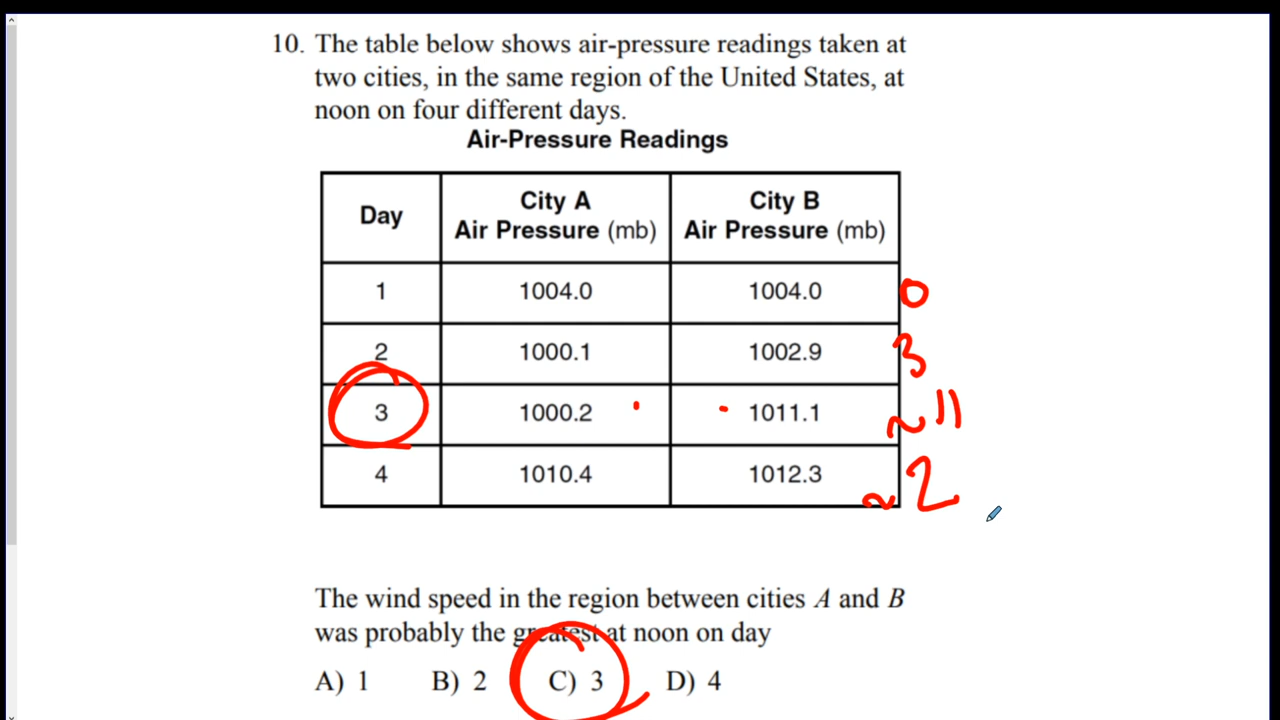 10. The table below shows air-pressure readings taken at
two cities, in the same region of the United States, at
noon on four different days.
Air-Pressure Readings
Day
City A
Air Pressure (mb)
City B
Air Pressure (mb)
1 1004.0 1004.0 0
2 1000.1 1002.9 3
3 1000.2 1011.1 ~11
4 1010.4 1012.3 ~2
The wind speed in the region between cities A and B
was probably the greatest at noon on day
A) 1 B) 2 C) 3 D) 4